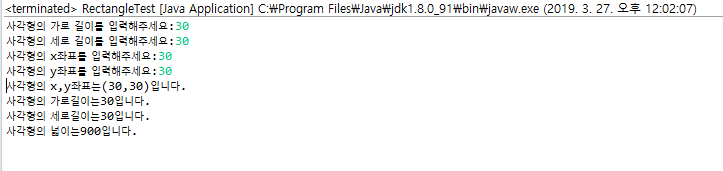 <terminated> RectangleTest [Java Application] C:₩Program Files₩Java₩jdk1.8.0_91₩bin₩javaw.exe (2019. 3. 27. 오후 12:02:07)
사각형의 가로 길이를 입력해주세요:30
사각형의 세로 길이를 입력해주세요:30
사각형의 x좌표를 입력해주세요:30
사각형의 y좌표를 입력해주세요:30
사각형의 x,y좌표는(30,30)입니다.
사각형의 가로길이는30입니다.
사각형의 세로길이는30입니다.
사각형의 넓이는900입니다.